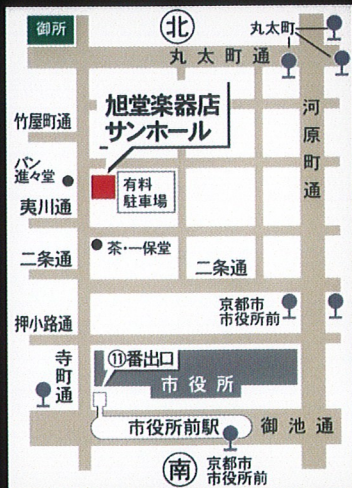 御所
北
丸太町
丸太町通
河原町通
竹屋町通
旭堂楽器店
サンホール
パン
進々堂
有料
駐車場
夷川通
茶・一保堂
二条通
二条通
京都市
市役所前
押小路通
寺町通
⑪番出口
市役所
市役所前駅
御池通
南
京都市
市役所前